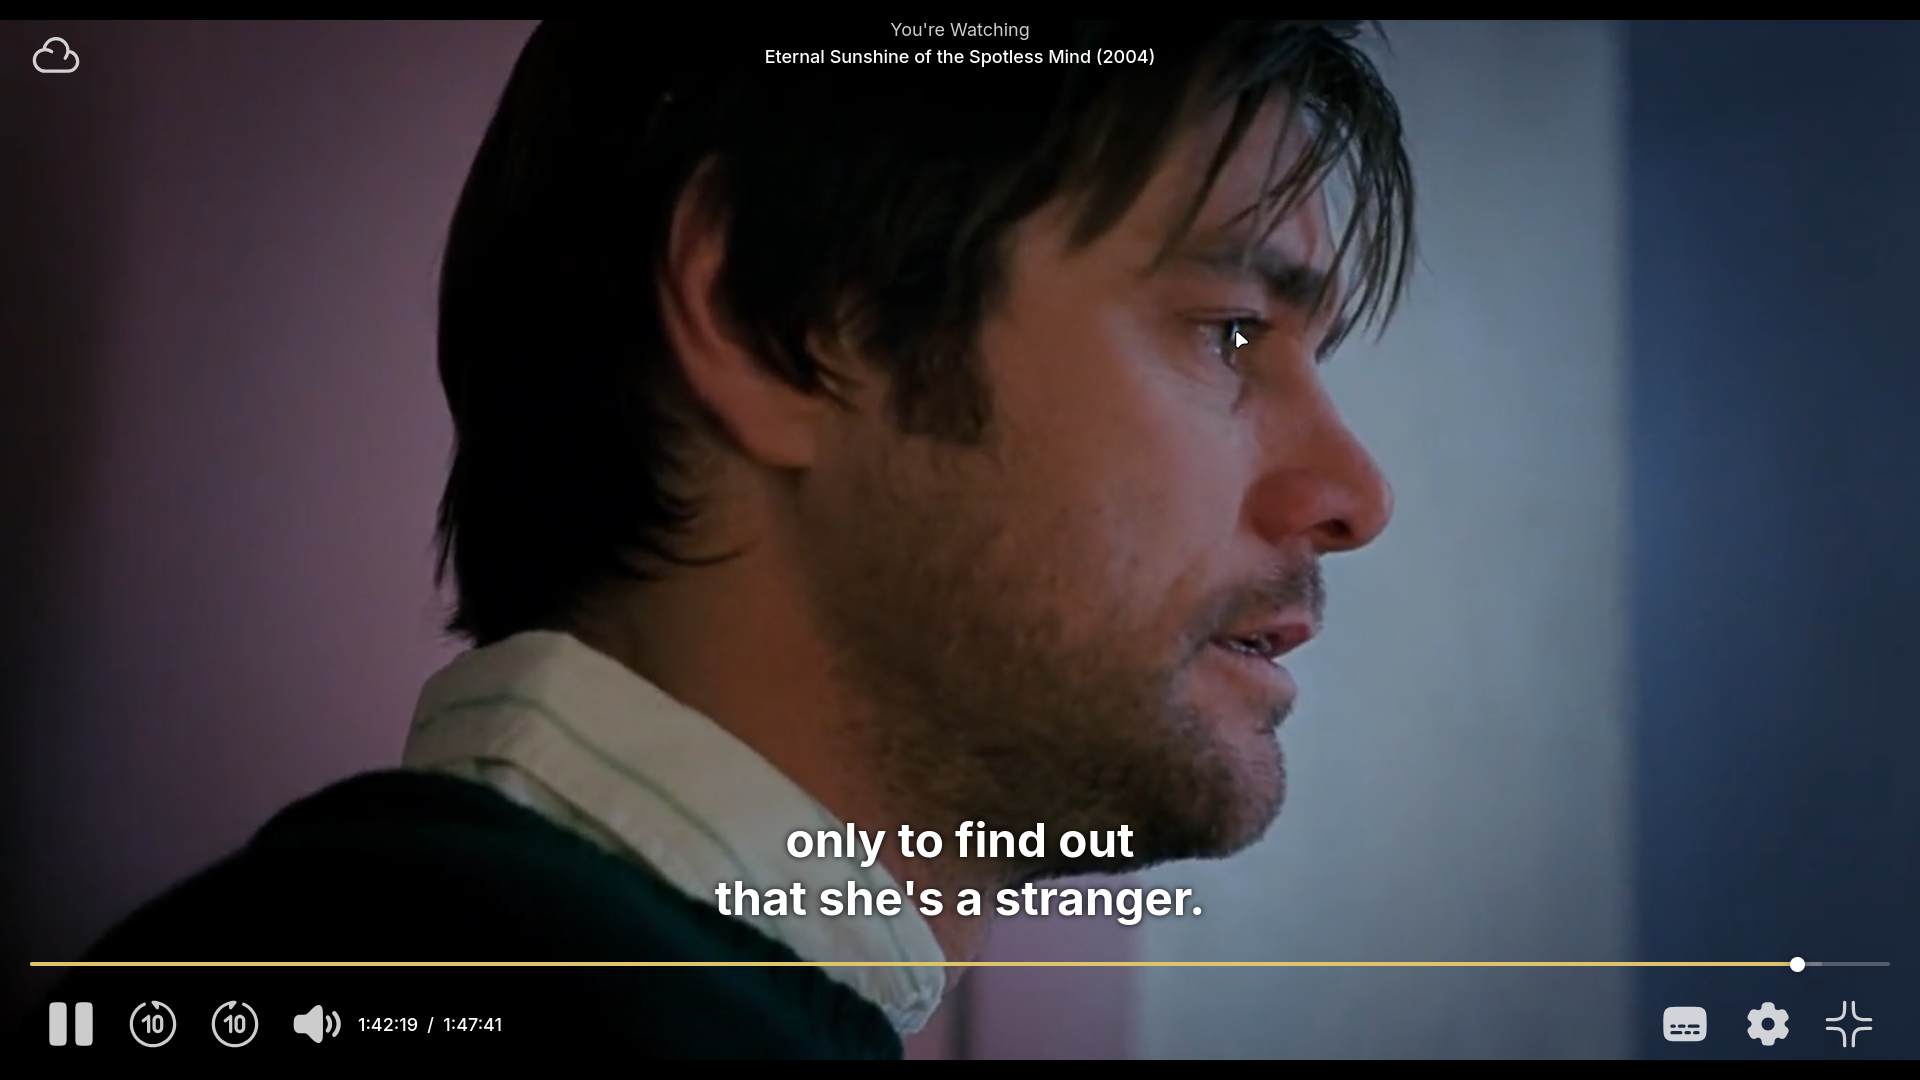 You're Watching
Eternal Sunshine of the Spotless Mind (2004)
only to find out
that she's a stranger.
10
10
1:42:19 / 1:47:41